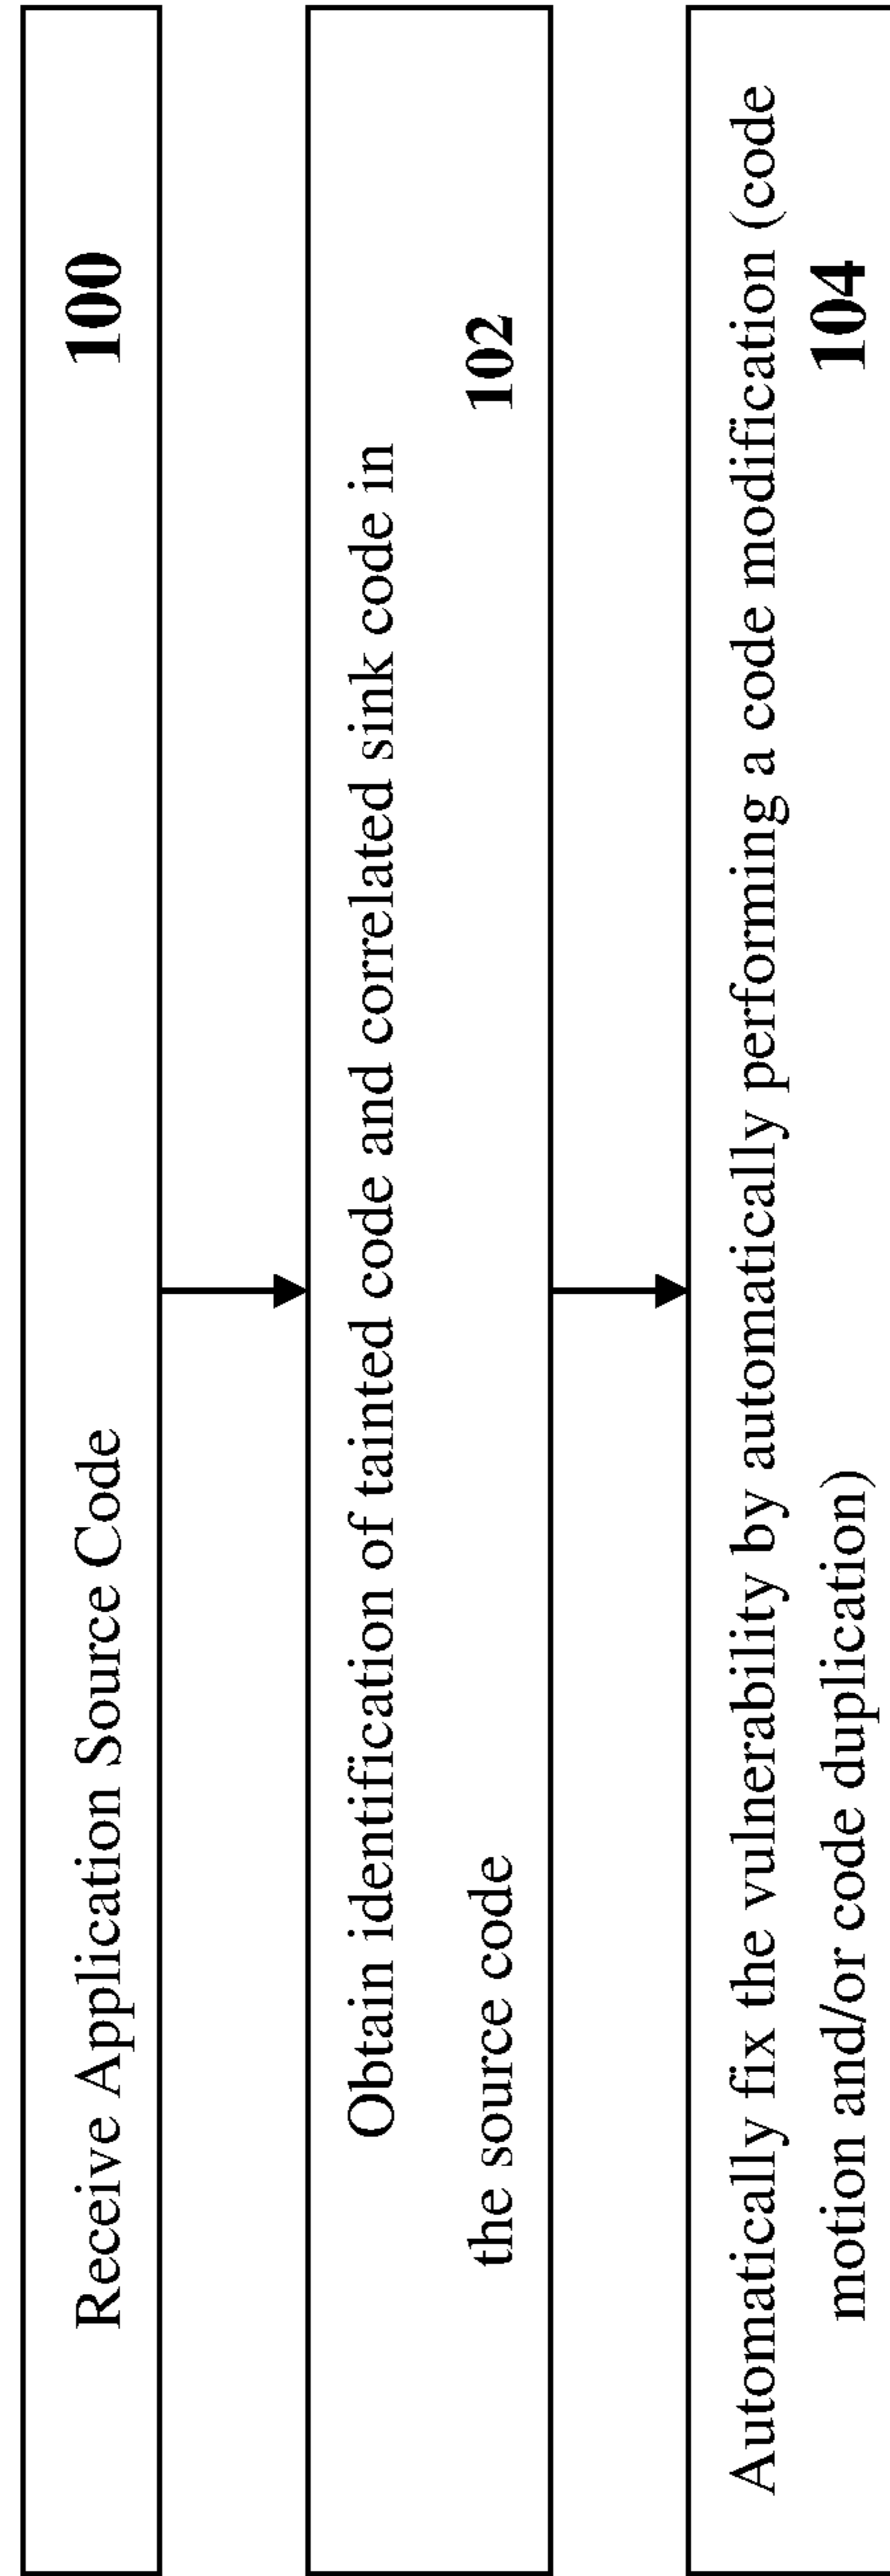 Receive Application Source Code 100
Obtain identification of tainted code and correlated sink code in
the source code 102
Automatically fix the vulnerability by automatically performing a code modification (code
motion and/or code duplication) 104